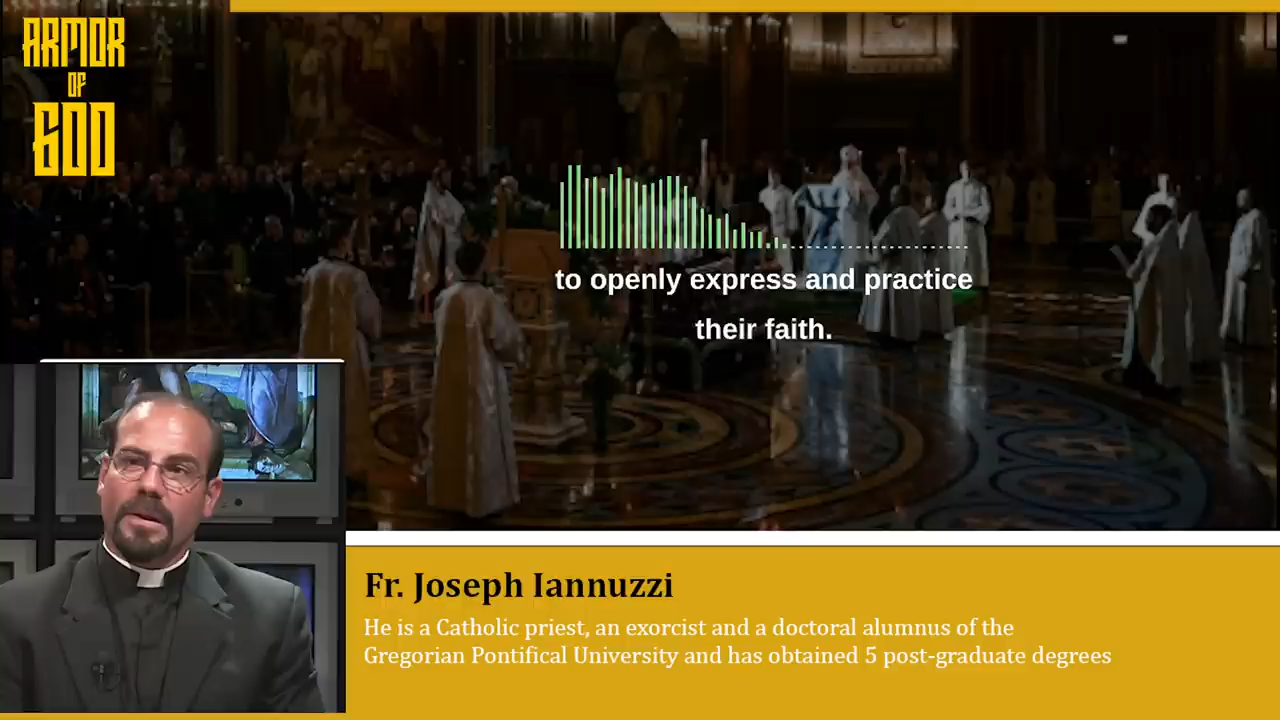 ARMOR
OF
GOD
to openly express and practice
their faith.
Fr. Joseph Iannuzzi
He is a Catholic priest, an exorcist and a doctoral alumnus of the
Gregorian Pontifical University and has obtained 5 post-graduate degrees